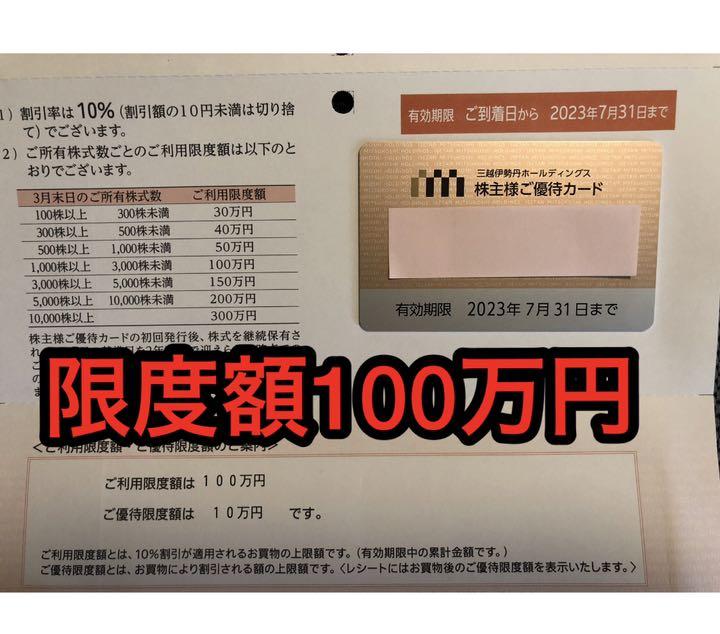 1）割引率は10%（割引額の10円未満は切り捨
て）でございます。
2）ご所有株式数ごとのご利用限度額は以下のと
おりでございます。
3月末日のご所有株式数 ご利用限度額
100株以上 300株未満 30万円
300株以上 500株未満 40万円
500株以上 1,000株未満 50万円
1,000株以上 3,000株未満 100万円
3,000株以上 5,000株未満 150万円
5,000株以上 10,000株未満 200万円
10,000株以上 300万円
株主様ご優待カードの初回発行後、株式を継続保有さ
有効期限 ご到着日から 2023年7月31日まで
三越伊勢丹ホールディングス
株主様ご優待カード
有効期限 2023年7月31日まで
限度額100万円
＜ご利用限度額・ご優待限度額のご案内＞
ご利用限度額は 100万円
ご優待限度額は 10万円 です。
ご利用限度額とは、10%割引が適用されるお買物の上限額です。（有効期限中の累計金額です。）
ご優待限度額とは、お買物により割引される額の上限額です。〈レシートにはお買物後のご優待限度額を表示いたします。〉